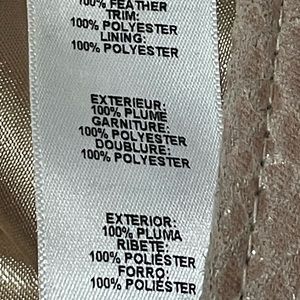 100% FEATHER
TRIM:
100% POLYESTER
LINING:
100% POLYESTER
EXTERIEUR:
100% PLUME
GARNITURE:
100% POLYESTER
DOUBLURE:
100% POLYESTER
EXTERIOR:
100% PLUMA
RIBETE:
100% POLIÉSTER
FORRO:
100% POLIÉSTER